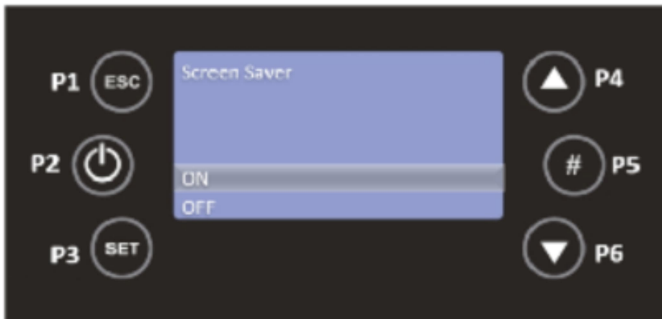 P1 ESC
Screen Saver
P4
P2
ON
# P5
OFF
P3 SET
P6